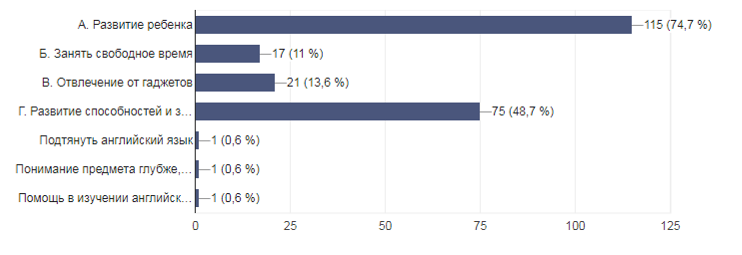 А. Развитие ребенка 115 (74,7 %)
Б. Занять свободное время 17 (11 %)
В. Отвлечение от гаджетов 21 (13,6 %)
Г. Развитие способностей и з... 75 (48,7 %)
Подтянуть английский язык 1 (0,6 %)
Понимание предмета глубже,... 1 (0,6 %)
Помощь в изучении английск... 1 (0,6 %)
0 25 50 75 100 125